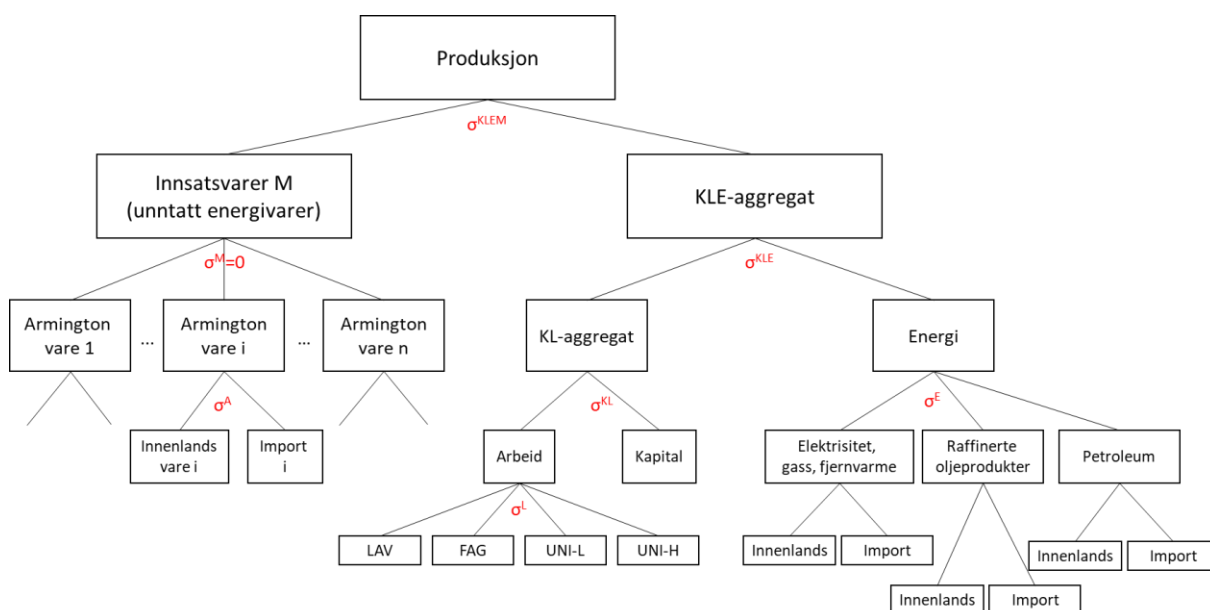 Produksjon
σKLEM
Innsatsvarer M
(unntatt energivarer)
KLE-aggregat
σM=0
σKLE
Armington
vare 1
...
Armington
vare i
...
Armington
vare n
KL-aggregat
Energi
σA
σKL
σE
Innenlands
vare i
Import
i
Arbeid
Kapital
Elektrisitet,
gass, fjernvarme
Raffinerte
oljeprodukter
Petroleum
σL
LAV
FAG
UNI-L
UNI-H
Innenlands
Import
Innenlands
Import
Innenlands
Import